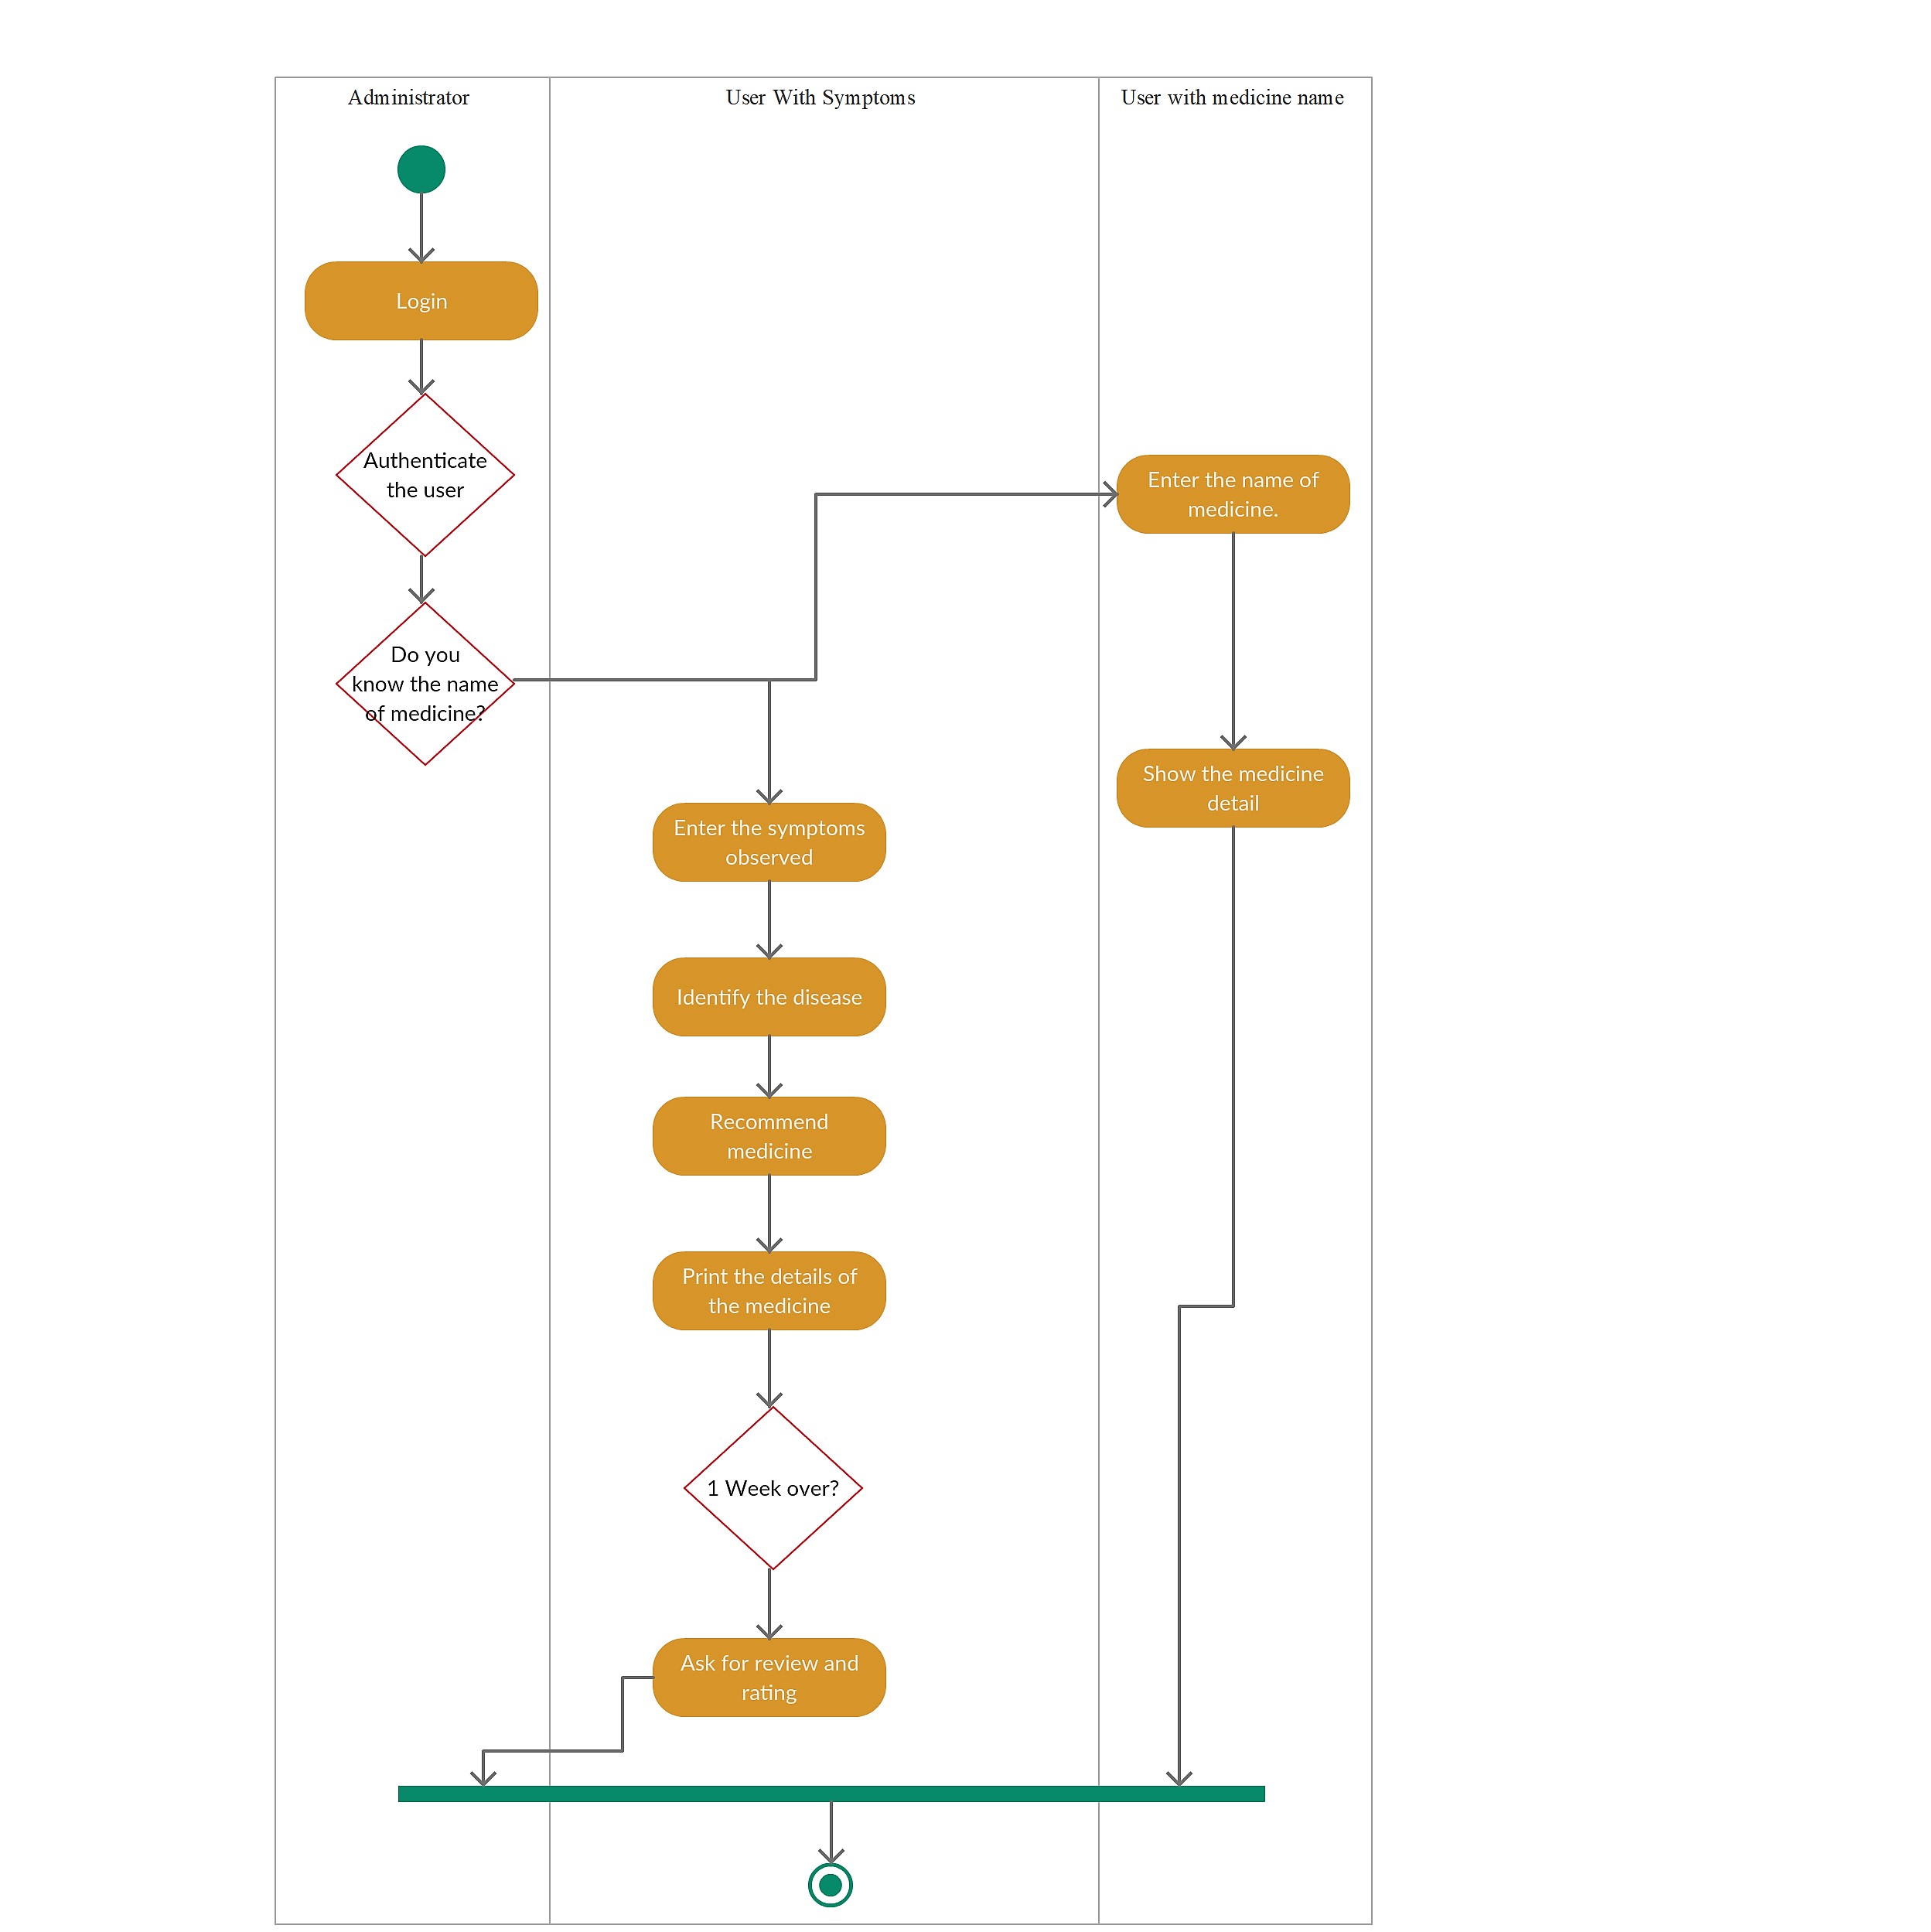 Administrator
User With Symptoms
User with medicine name
Login
Authenticate
the user
Enter the name of
medicine.
Do you
know the name
of medicine?
Show the medicine
detail
Enter the symptoms
observed
Identify the disease
Recommend
medicine
Print the details of
the medicine
1 Week over?
Ask for review and
rating